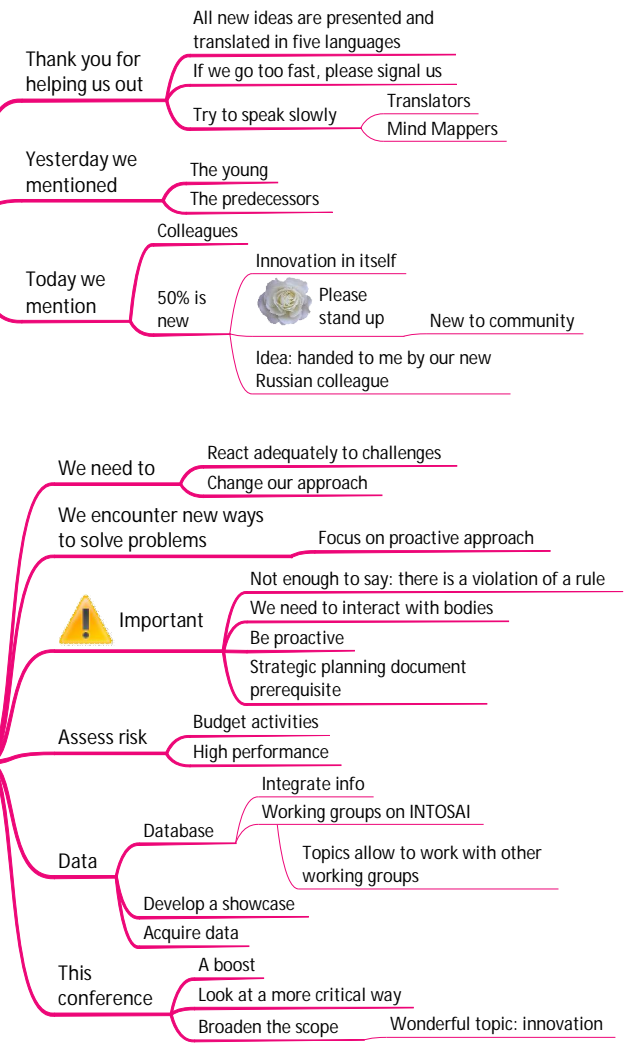 Thank you for
helping us out
All new ideas are presented and
translated in five languages
If we go too fast, please signal us
Try to speak slowly
Translators
Mind Mappers
Yesterday we
mentioned
The young
The predecessors
Today we
mention
Colleagues
50% is
new
Innovation in itself
Please
stand up
New to community
Idea: handed to me by our new
Russian colleague
We need to
React adequately to challenges
Change our approach
We encounter new ways
to solve problems
Focus on proactive approach
Important
Not enough to say: there is a violation of a rule
We need to interact with bodies
Be proactive
Strategic planning document
prerequisite
Assess risk
Budget activities
High performance
Data
Database
Integrate info
Working groups on INTOSAI
Topics allow to work with other
working groups
Develop a showcase
Acquire data
This
conference
A boost
Look at a more critical way
Broaden the scope
Wonderful topic: innovation